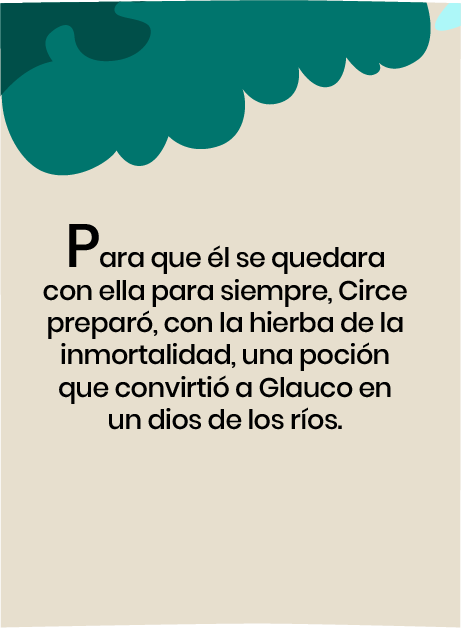 Para que él se quedara
con ella para siempre, Circe
preparó, con la hierba de la
inmortalidad, una poción
que convirtió a Glauco en
un dios de los ríos.